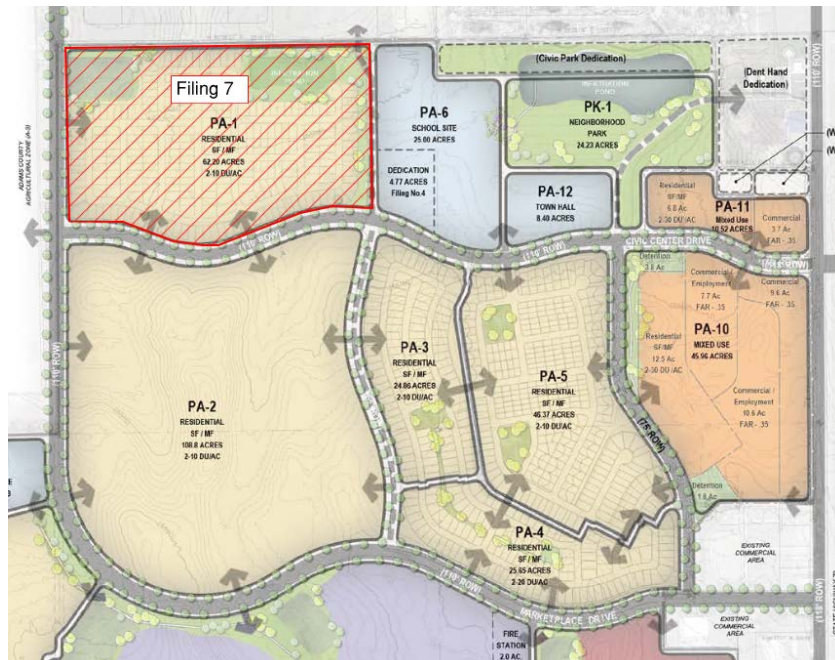 Filing 7
PA-1
RESIDENTIAL
SF / MF
62.20 ACRES
2-10 DU/AC
ADAMS COUNTY
AGRICULTURAL ZONE (A-3)
PA-6
SCHOOL SITE
25.00 ACRES
DEDICATION
4.77 ACRES
Filing No.4
(Civic Park Dedication)
POND
PK-1
NEIGHBORHOOD
PARK
24.23 ACRES
(Dent Hand
Dedication)
(110' ROW)
(W
(W
PA-12
TOWN HALL
8.40 ACRES
Residential
SF/MF
6.8 Ac
2-30 DU /AC
PA-11
Mixed Use
10.52 ACRES
Commercial
3.7 Ac
FAR - .35
(110' ROW)
(110' ROW)
CIVIC CENTER DRIVE
Detention
3.8 Ac
Commercial /
Employment
7.7 Ac
FAR - .35
Commercial
9.6 Ac
FAR - .35
PA-10
MIXED USE
45.96 ACRES
Residential
SF/MF
12.5 Ac
2-30 DU /AC
Commercial /
Employment
10.6 Ac
FAR - .35
Detention
1.8 Ac
(75' ROW)
PA-3
RESIDENTIAL
SF / MF
24.86 ACRES
2-10 DU/AC
PA-5
RESIDENTIAL
SF / MF
46.37 ACRES
2-10 DU/AC
(110' ROW)
PA-2
RESIDENTIAL
SF / MF
108.8 ACRES
2-10 DU/AC
PA-4
RESIDENTIAL
SF / MF
25.65 ACRES
2-20 DU/AC
EXISTING
COMMERCIAL
AREA
(110' ROW)
MARKETPLACE DRIVE
FIRE
STATION
2.0 AC.
EXISTING
COMMERCIAL
AREA
(110' ROW)